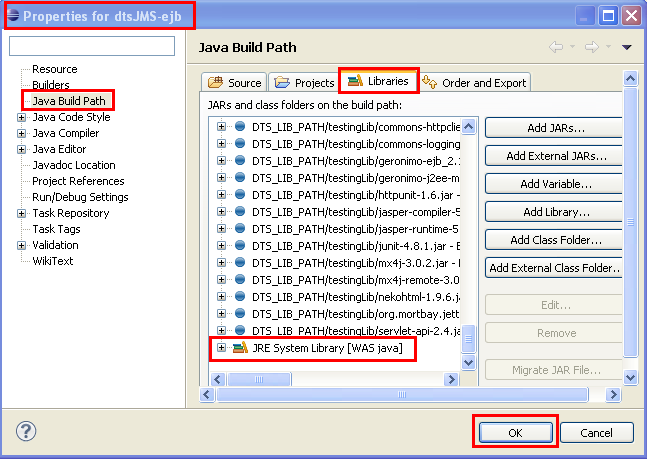 Properties for dtsJMS-ejb
Resource
Builders
Java Build Path
Java Code Style
Java Compiler
Java Editor
Javadoc Location
Project References
Run/Debug Settings
Task Repository
Task Tags
Validation
WikiText
Java Build Path
Source
Projects
Libraries
Order and Export
JARs and class folders on the build path:
DTS_LIB_PATH/testingLib/commons-httpclie
DTS_LIB_PATH/testingLib/commons-logging
DTS_LIB_PATH/testingLib/geronimo-ejb_2.1
DTS_LIB_PATH/testingLib/geronimo-j2ee-m
DTS_LIB_PATH/testingLib/httpunit-1.6.jar -
DTS_LIB_PATH/testingLib/jasper-compiler-5
DTS_LIB_PATH/testingLib/jasper-runtime-5
DTS_LIB_PATH/testingLib/junit-4.8.1.jar - E
DTS_LIB_PATH/testingLib/mx4j-3.0.2.jar -
DTS_LIB_PATH/testingLib/mx4j-remote-3.0
DTS_LIB_PATH/testingLib/nekohtml-1.9.6.j
DTS_LIB_PATH/testingLib/org.mortbay.jett
DTS_LIB_PATH/testingLib/servlet-api-2.4.ja
JRE System Library [WAS java]
Add JARs...
Add External JARs...
Add Variable...
Add Library...
Add Class Folder...
Add External Class Folder...
Edit...
Remove
Migrate JAR File...
OK
Cancel